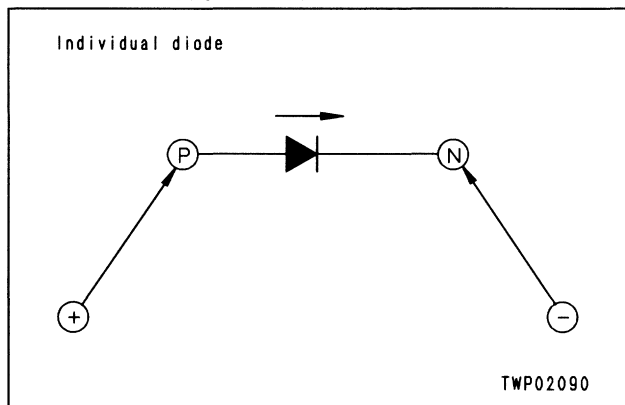 Individual diode
P
N
+
−
TWP02090